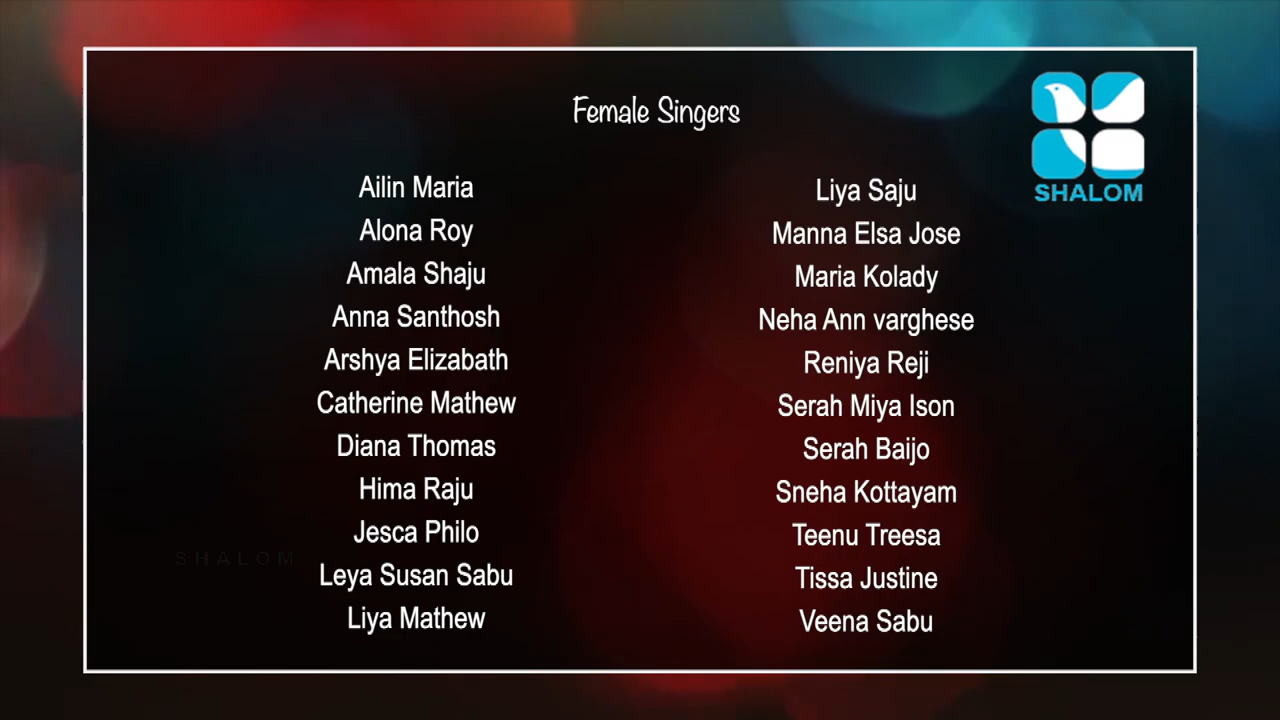 Female Singers
SHALOM
Ailin Maria
Alona Roy
Amala Shaju
Anna Santhosh
Arshya Elizabath
Catherine Mathew
Diana Thomas
Hima Raju
Jesca Philo
Leya Susan Sabu
Liya Mathew
Liya Saju
Manna Elsa Jose
Maria Kolady
Neha Ann varghese
Reniya Reji
Serah Miya Ison
Serah Baijo
Sneha Kottayam
Teenu Treesa
Tissa Justine
Veena Sabu
SHALOM